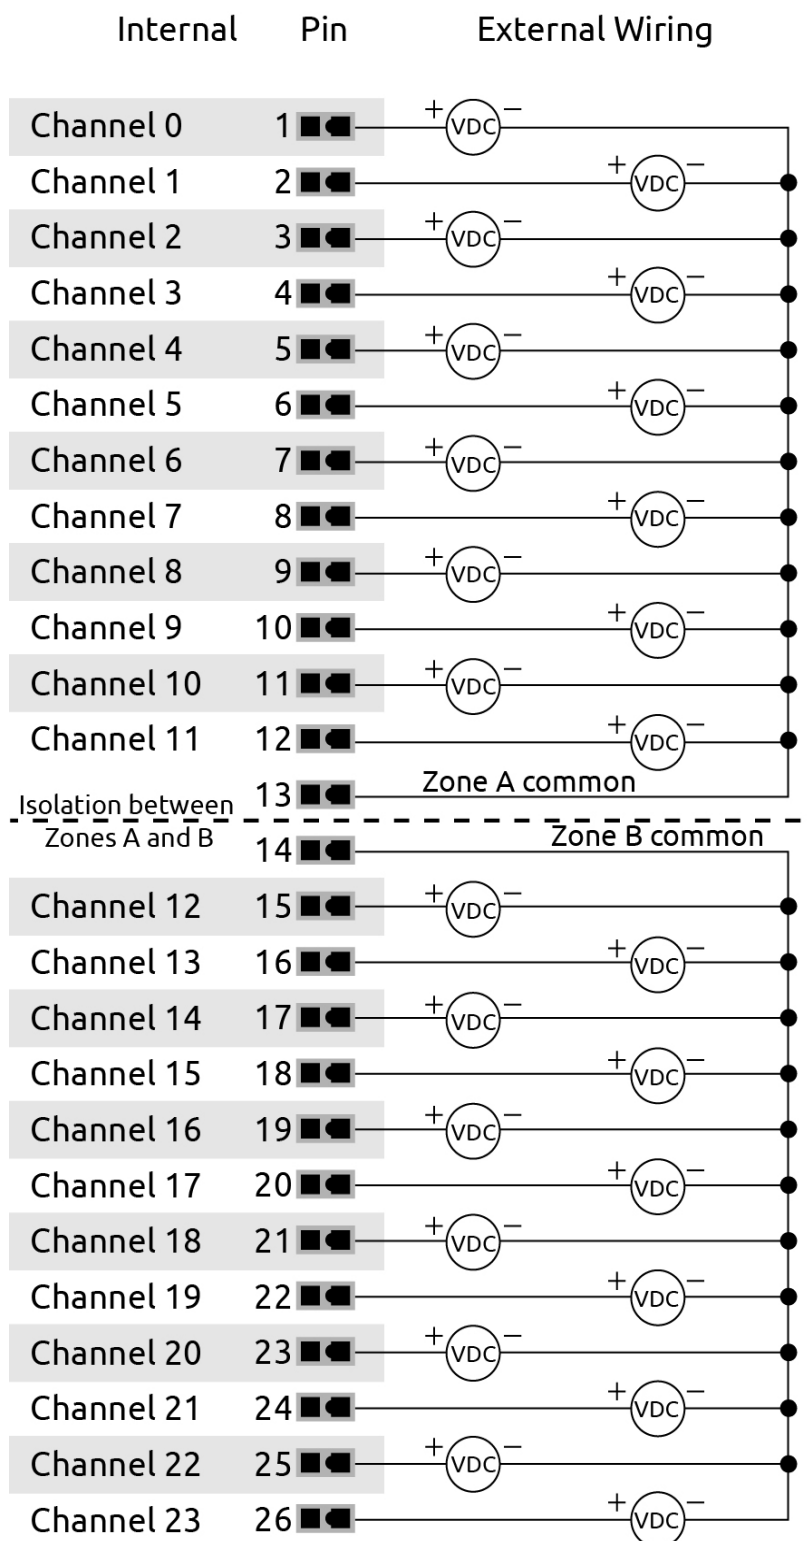 Internal Pin External Wiring
Channel 0 1 + VDC −
Channel 1 2 + VDC −
Channel 2 3 + VDC −
Channel 3 4 + VDC −
Channel 4 5 + VDC −
Channel 5 6 + VDC −
Channel 6 7 + VDC −
Channel 7 8 + VDC −
Channel 8 9 + VDC −
Channel 9 10 + VDC −
Channel 10 11 + VDC −
Channel 11 12 + VDC −
13 Zone A common
Isolation between
Zones A and B
14 Zone B common
Channel 12 15 + VDC −
Channel 13 16 + VDC −
Channel 14 17 + VDC −
Channel 15 18 + VDC −
Channel 16 19 + VDC −
Channel 17 20 + VDC −
Channel 18 21 + VDC −
Channel 19 22 + VDC −
Channel 20 23 + VDC −
Channel 21 24 + VDC −
Channel 22 25 + VDC −
Channel 23 26 + VDC −